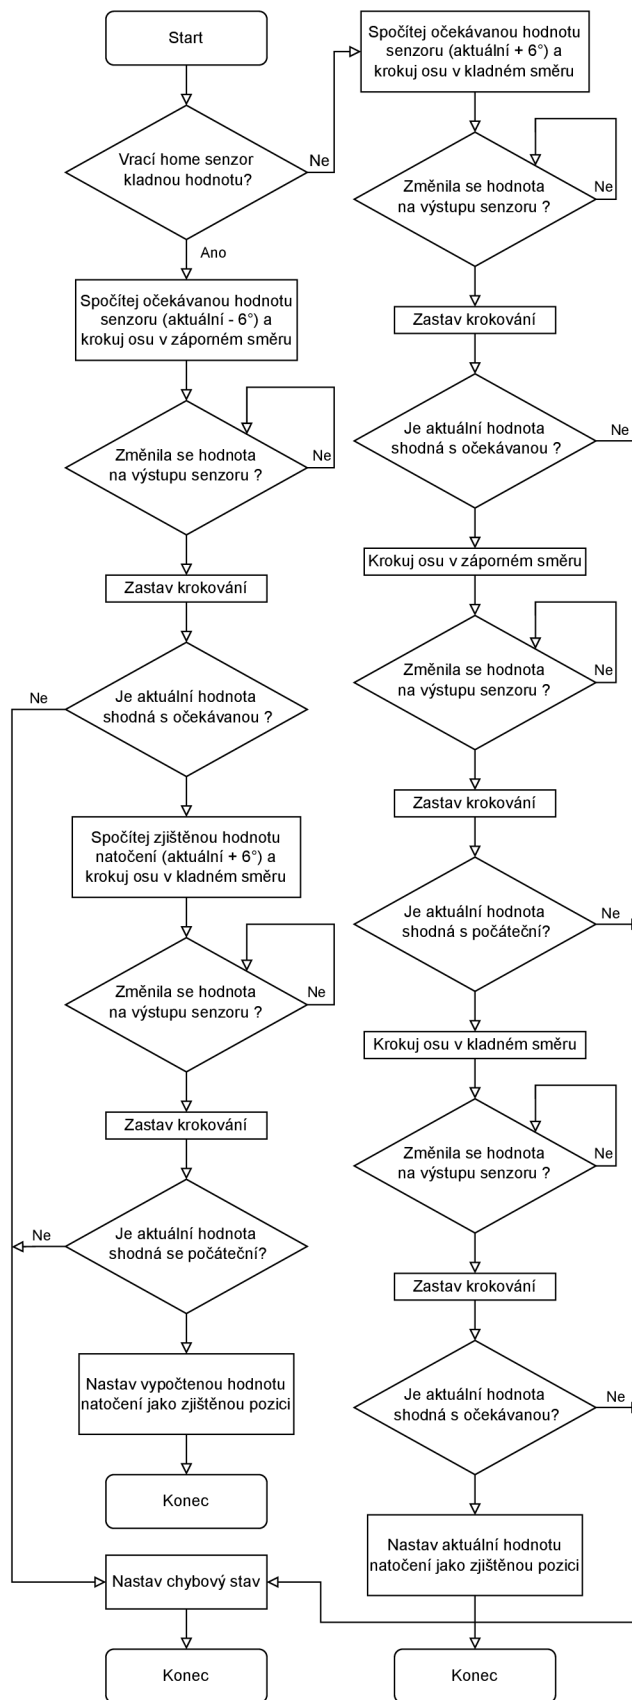 Start
Vrací home senzor
kladnou hodnotu?
Ne
Ano
Spočítej očekávanou hodnotu
senzoru (aktuální - 6°) a
krokuj osu v záporném směru
Změnila se hodnota
na výstupu senzoru ?
Ne
Zastav krokování
Je aktuální hodnota
shodná s očekávanou ?
Ne
Spočítej zjištěnou hodnotu
natočení (aktuální + 6°) a
krokuj osu v kladném směru
Změnila se hodnota
na výstupu senzoru ?
Ne
Zastav krokování
Je aktuální hodnota
shodná se počáteční?
Ne
Nastav vypočtenou hodnotu
natočení jako zjištěnou pozici
Konec
Nastav chybový stav
Konec
Spočítej očekávanou hodnotu
senzoru (aktuální + 6°) a
krokuj osu v kladném směru
Změnila se hodnota
na výstupu senzoru ?
Ne
Zastav krokování
Je aktuální hodnota
shodná s očekávanou ?
Ne
Krokuj osu v záporném směru
Změnila se hodnota
na výstupu senzoru ?
Ne
Zastav krokování
Je aktuální hodnota
shodná s počáteční?
Ne
Krokuj osu v kladném směru
Změnila se hodnota
na výstupu senzoru ?
Ne
Zastav krokování
Je aktuální hodnota
shodná s očekávanou?
Ne
Nastav aktuální hodnotu
natočení jako zjištěnou pozici
Konec